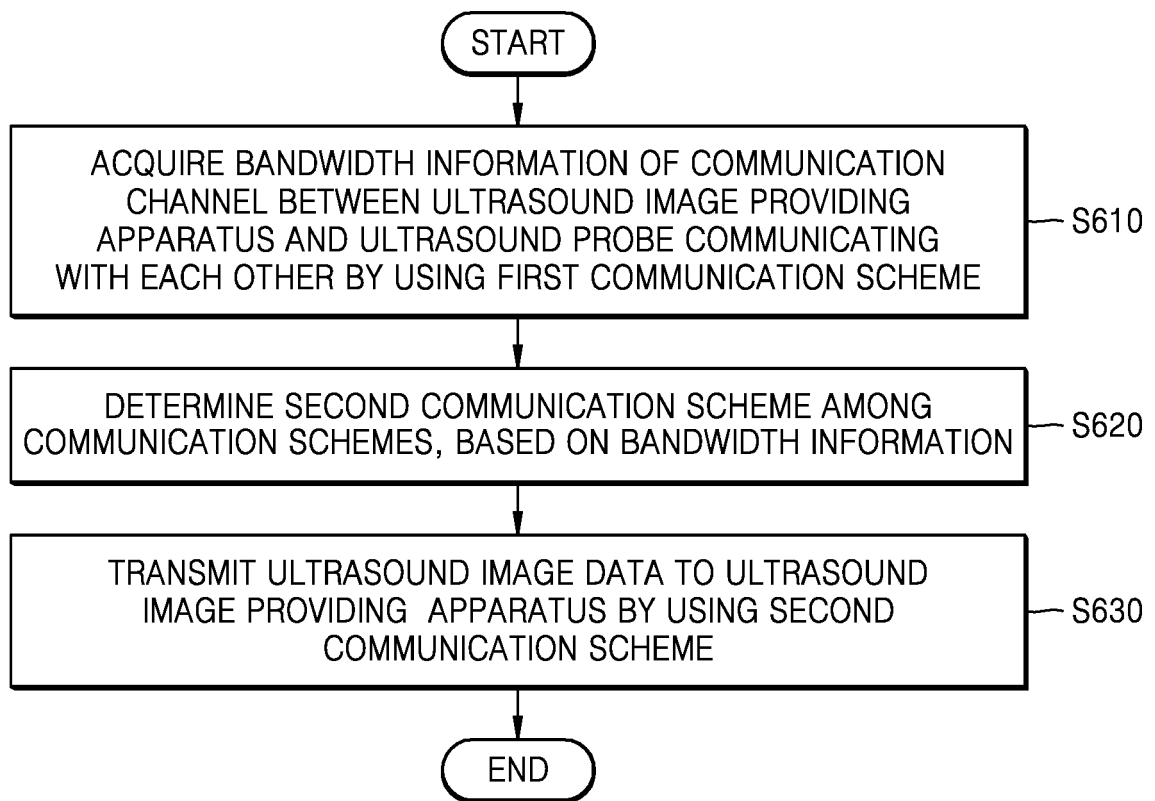 START
ACQUIRE BANDWIDTH INFORMATION OF COMMUNICATION
CHANNEL BETWEEN ULTRASOUND IMAGE PROVIDING
APPARATUS AND ULTRASOUND PROBE COMMUNICATING
WITH EACH OTHER BY USING FIRST COMMUNICATION SCHEME
S610
DETERMINE SECOND COMMUNICATION SCHEME AMONG
COMMUNICATION SCHEMES, BASED ON BANDWIDTH INFORMATION
S620
TRANSMIT ULTRASOUND IMAGE DATA TO ULTRASOUND
IMAGE PROVIDING APPARATUS BY USING SECOND
COMMUNICATION SCHEME
S630
END